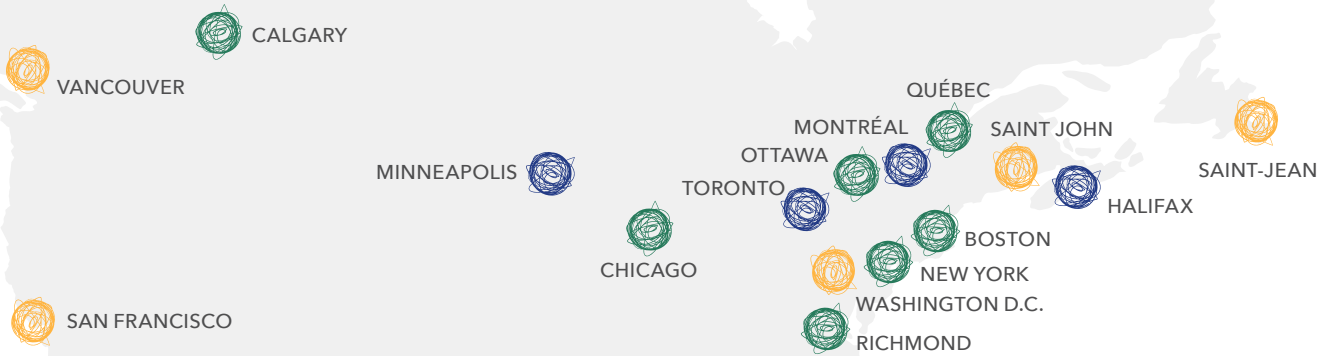 CALGARY
VANCOUVER
QUÉBEC
MONTRÉAL
SAINT JOHN
OTTAWA
MINNEAPOLIS
SAINT-JEAN
TORONTO
HALIFAX
BOSTON
CHICAGO
NEW YORK
WASHINGTON D.C.
SAN FRANCISCO
RICHMOND